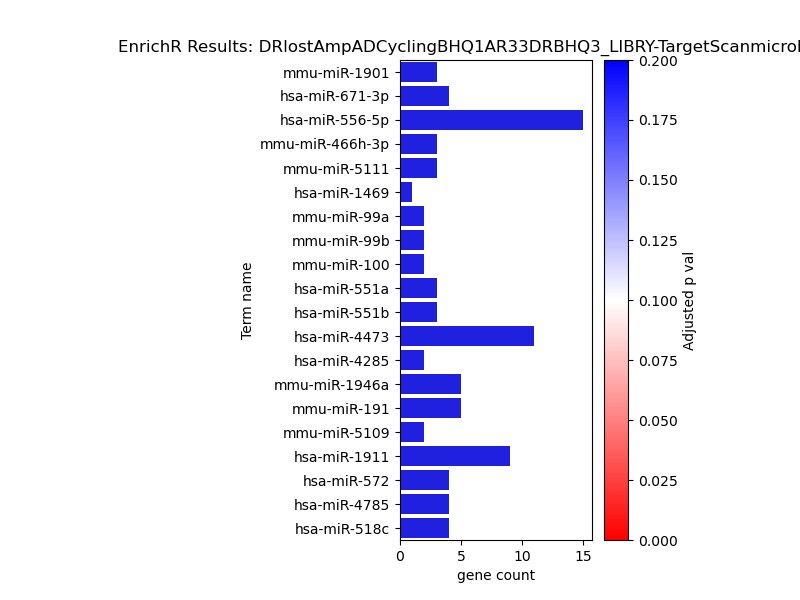 EnrichR Results: DRlostAmpADCyclingBHQ1AR33DRBHQ3_LIBRY-TargetScanmicroR
mmu-miR-1901
hsa-miR-671-3p
hsa-miR-556-5p
mmu-miR-466h-3p
mmu-miR-5111
hsa-miR-1469
mmu-miR-99a
mmu-miR-99b
mmu-miR-100
hsa-miR-551a
hsa-miR-551b
hsa-miR-4473
hsa-miR-4285
mmu-miR-1946a
mmu-miR-191
mmu-miR-5109
hsa-miR-1911
hsa-miR-572
hsa-miR-4785
hsa-miR-518c
Term name
0 5 10 15
gene count
0.200
0.175
0.150
0.125
0.100
0.075
0.050
0.025
0.000
Adjusted p val